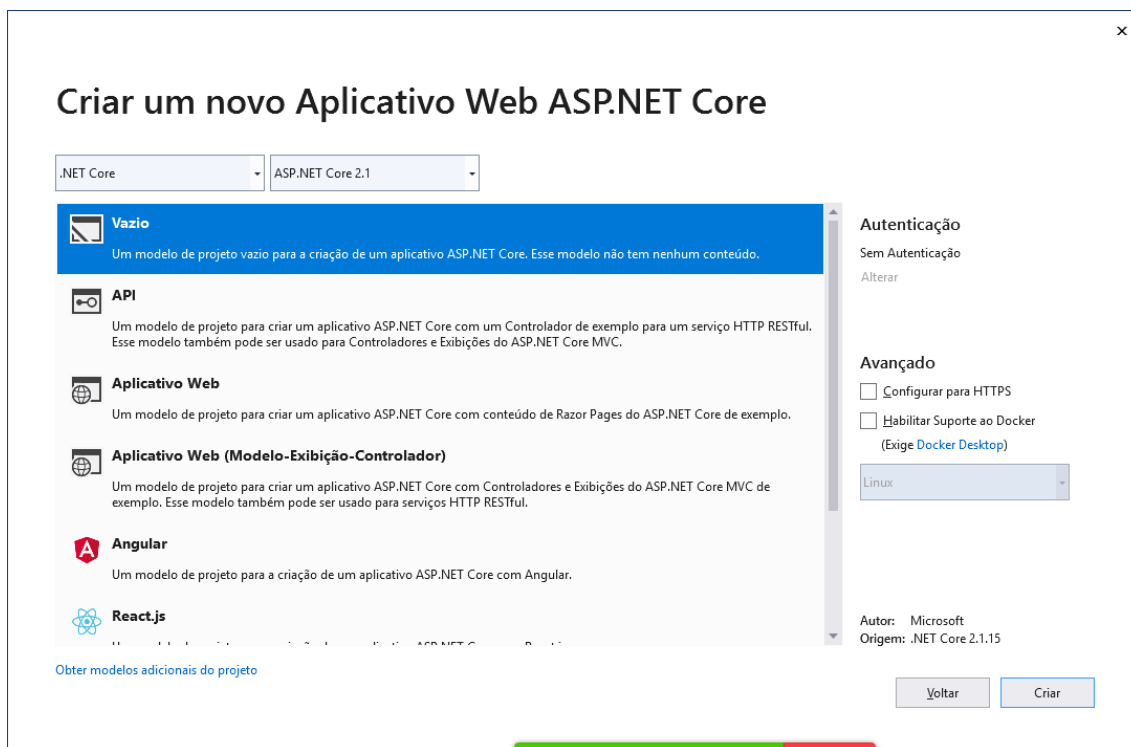 ×
Criar um novo Aplicativo Web ASP.NET Core
.NET Core
ASP.NET Core 2.1
Vazio
Um modelo de projeto vazio para a criação de um aplicativo ASP.NET Core. Esse modelo não tem nenhum conteúdo.
API
Um modelo de projeto para criar um aplicativo ASP.NET Core com um Controlador de exemplo para um serviço HTTP RESTful.
Esse modelo também pode ser usado para Controladores e Exibições do ASP.NET Core MVC.
Aplicativo Web
Um modelo de projeto para criar um aplicativo ASP.NET Core com conteúdo de Razor Pages do ASP.NET Core de exemplo.
Aplicativo Web (Modelo-Exibição-Controlador)
Um modelo de projeto para criar um aplicativo ASP.NET Core com Controladores e Exibições do ASP.NET Core MVC de
exemplo. Esse modelo também pode ser usado para serviços HTTP RESTful.
Angular
Um modelo de projeto para a criação de um aplicativo ASP.NET Core com Angular.
React.js
Autenticação
Sem Autenticação
Alterar
Avançado
Configurar para HTTPS
Habilitar Suporte ao Docker
(Exige Docker Desktop)
Linux
Autor: Microsoft
Origem: .NET Core 2.1.15
Obter modelos adicionais do projeto
Voltar
Criar